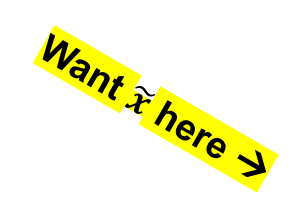 Want x̃ here →